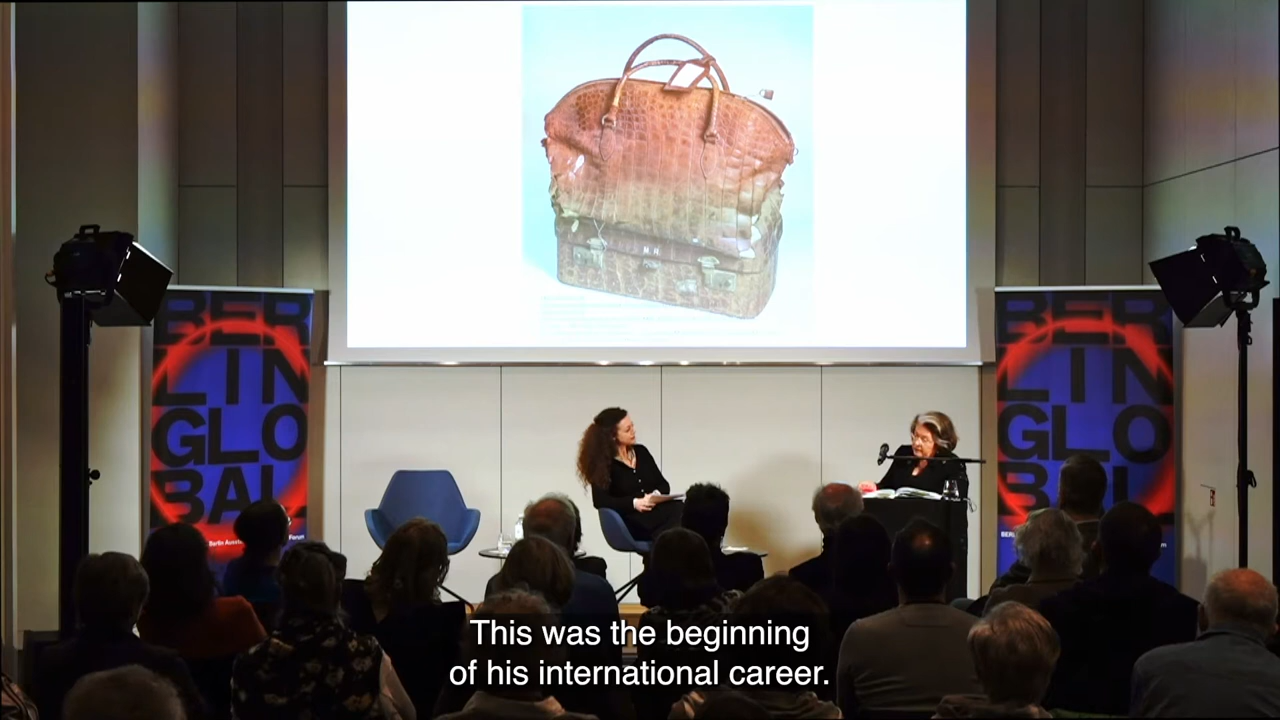 M H
BER
LIN
GLO
BAL
BER
LIN
GLO
BAL
This was the beginning
of his international career.